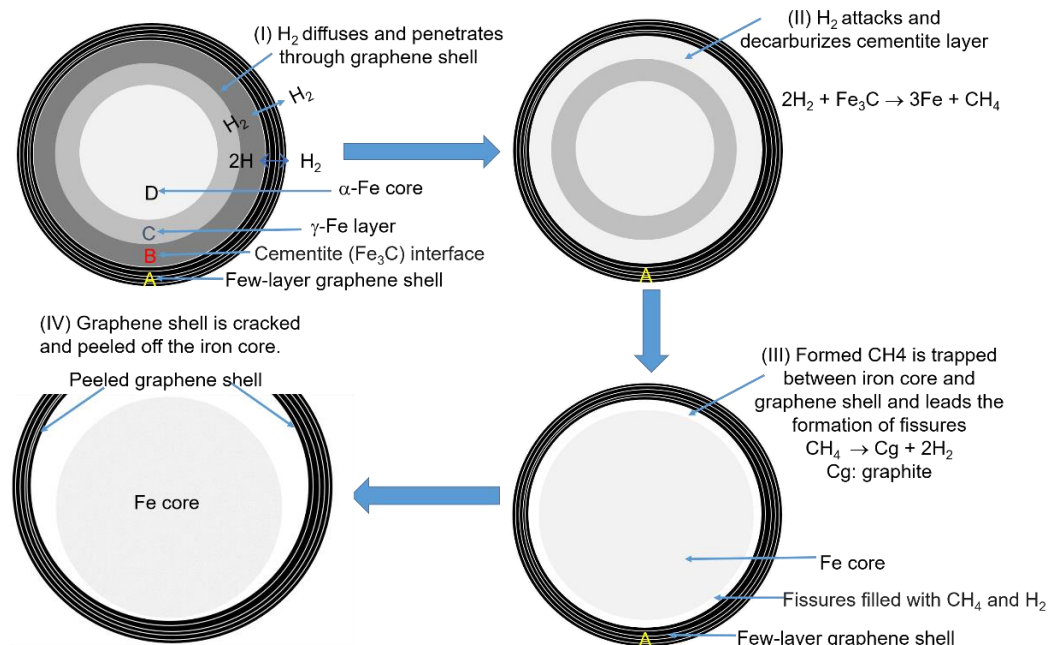 (I) H₂ diffuses and penetrates
through graphene shell
H₂
H₂
2H
H₂
D
α-Fe core
C
γ-Fe layer
B
Cementite (Fe₃C) interface
A
Few-layer graphene shell
(II) H₂ attacks and
decarburizes cementite layer
2H₂ + Fe₃C → 3Fe + CH₄
A
(III) Formed CH4 is trapped
between iron core and
graphene shell and leads the
formation of fissures
CH₄ → Cg + 2H₂
Cg: graphite
Fe core
Fissures filled with CH₄ and H₂
A
Few-layer graphene shell
(IV) Graphene shell is cracked
and peeled off the iron core.
Peeled graphene shell
Fe core